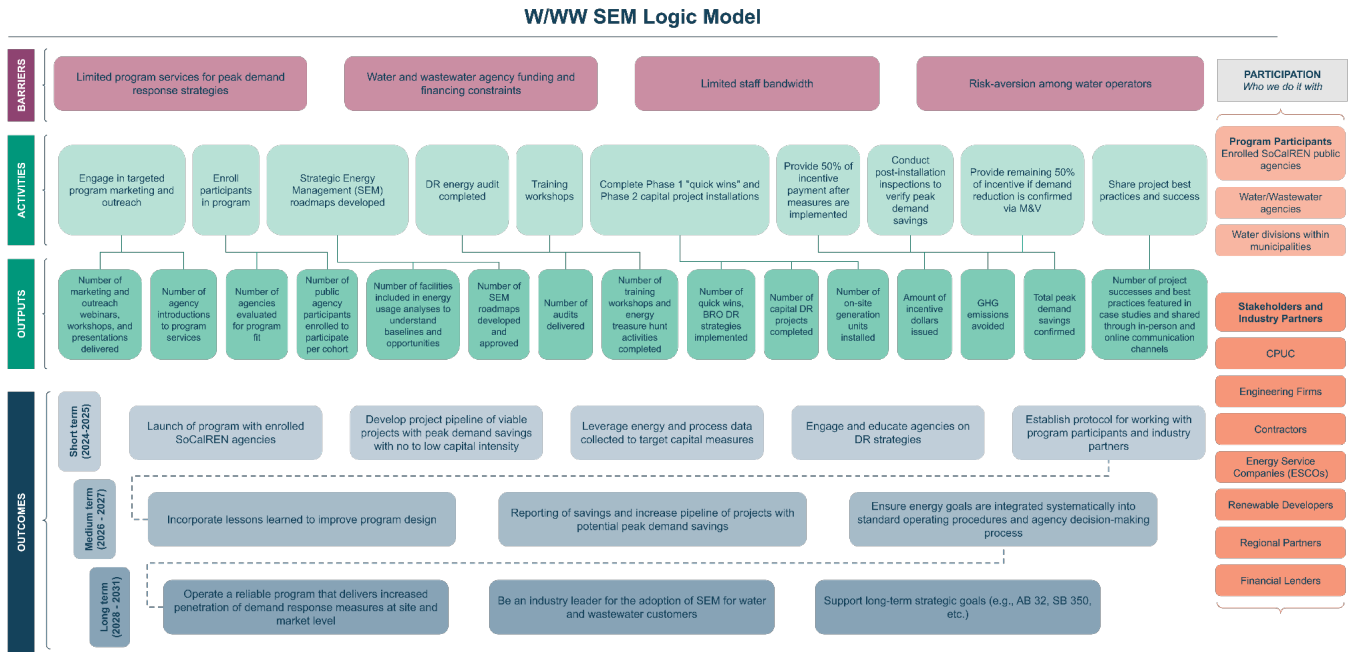 W/WW SEM Logic Model
BARRIERS
Limited program services for peak demand
response strategies
Water and wastewater agency funding and
financing constraints
Limited staff bandwidth
Risk-aversion among water operators
PARTICIPATION
Who we do it with
ACTIVITIES
Engage in targeted
program marketing and
outreach
Enroll
participants
in program
Strategic Energy
Management (SEM)
roadmaps developed
DR energy audit
completed
Training
workshops
Complete Phase 1 "quick wins" and
Phase 2 capital project installations
Provide 50% of
incentive
payment after
measures are
implemented
Conduct
post-installation
inspections to
verify peak
demand
savings
Provide remaining 50%
of incentive if demand
reduction is confirmed
via M&V
Share project best
practices and success
Program Participants
Enrolled SoCalREN public
agencies
Water/Wastewater
agencies
Water divisions within
municipalities
OUTPUTS
Number of
marketing and
outreach
webinars,
workshops, and
presentations
delivered
Number of
agency
introductions
to program
services
Number of
agencies
evaluated for
program
fit
Number of
public
agency
participants
enrolled to
participate
per cohort
Number of facilities
included in energy
usage analyses to
understand
baselines and
opportunities
Number of
SEM
roadmaps
developed
and
approved
Number of
audits
delivered
Number of
training
workshops and
energy
treasure hunt
activities
completed
Number of
quick wins,
BRO DR
strategies
implemented
Number of
capital DR
projects
completed
Number of
on-site
generation
units
installed
Amount of
incentive
dollars
issued
GHG
emissions
avoided
Total peak
demand
savings
confirmed
Number of project
successes and best
practices featured in
case studies and shared
through in-person and
online communication
channels
Stakeholders and
Industry Partners
CPUC
Engineering Firms
Contractors
Energy Service
Companies (ESCOs)
Renewable Developers
Regional Partners
Financial Lenders
OUTCOMES
Short term
(2024-2025)
Launch of program with enrolled
SoCalREN agencies
Develop project pipeline of viable
projects with peak demand savings
with no to low capital intensity
Leverage energy and process data
collected to target capital measures
Engage and educate agencies on
DR strategies
Establish protocol for working with
program participants and industry
partners
Medium term
(2026 - 2027)
Incorporate lessons learned to improve program design
Reporting of savings and increase pipeline of projects with
potential peak demand savings
Ensure energy goals are integrated systematically into
standard operating procedures and agency decision-making
process
Long term
(2028 - 2031)
Operate a reliable program that delivers increased
penetration of demand response measures at site and
market level
Be an industry leader for the adoption of SEM for water
and wastewater customers
Support long-term strategic goals (e.g., AB 32, SB 350,
etc.)